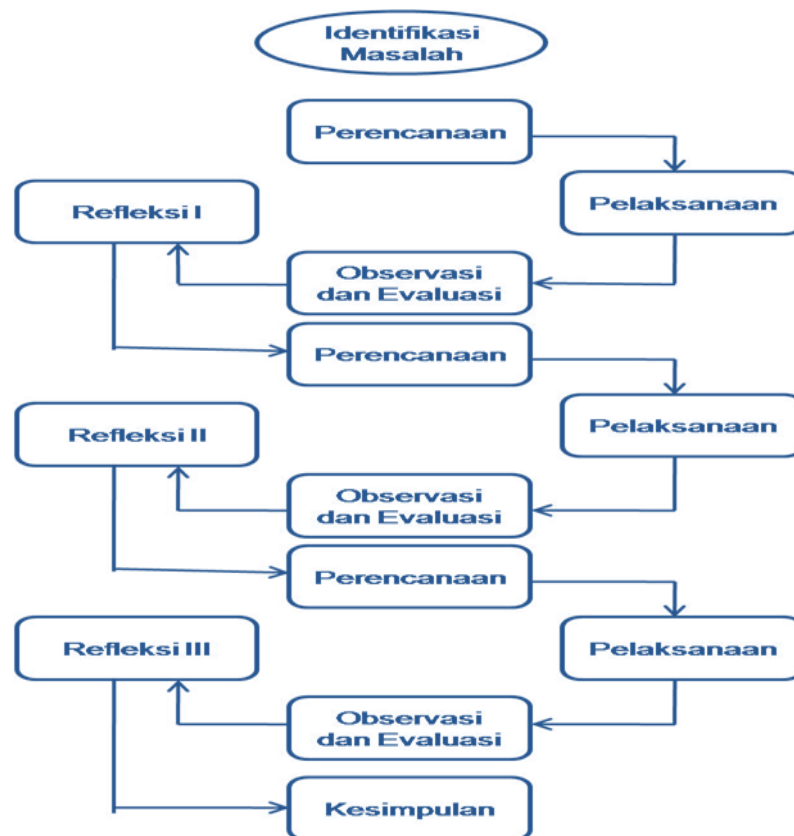 Identifikasi
Masalah
Perencanaan
Pelaksanaan
Refleksi I
Observasi
dan Evaluasi
Perencanaan
Pelaksanaan
Refleksi II
Observasi
dan Evaluasi
Perencanaan
Pelaksanaan
Refleksi III
Observasi
dan Evaluasi
Kesimpulan